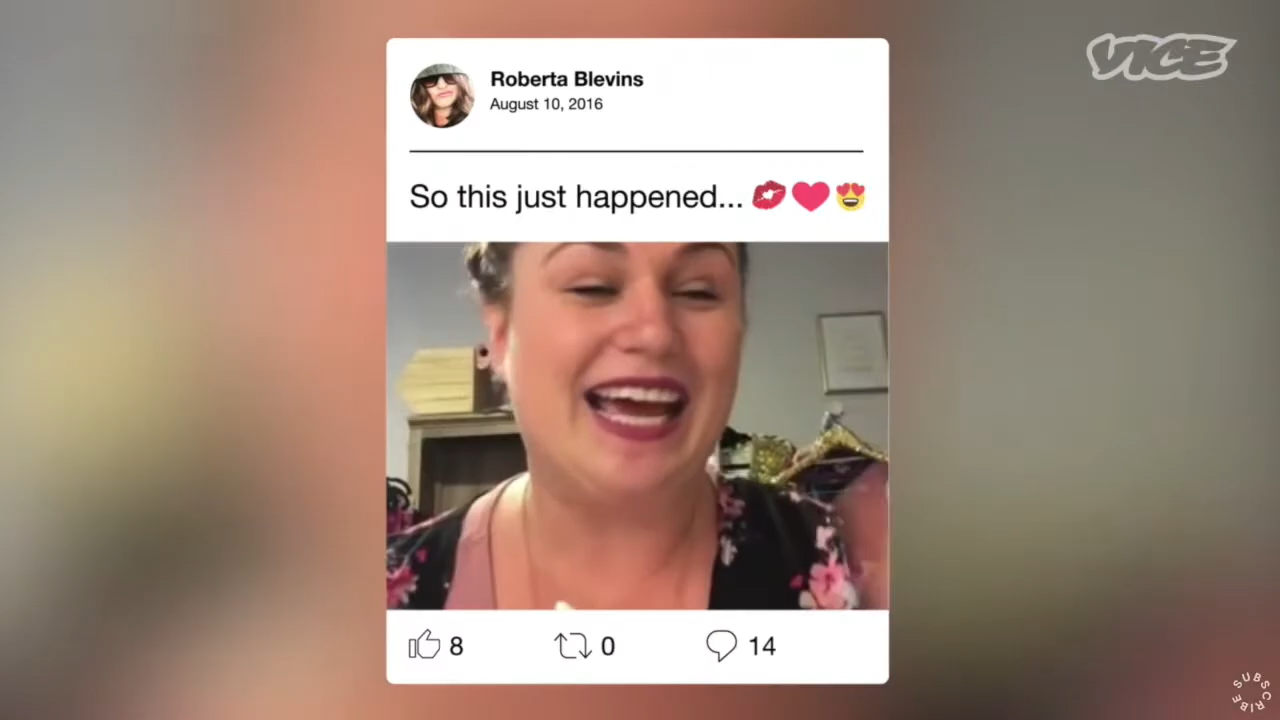 VICE
Roberta Blevins
August 10, 2016
So this just happened... 💋❤️😍
8
0
14
SUBSCRIBE